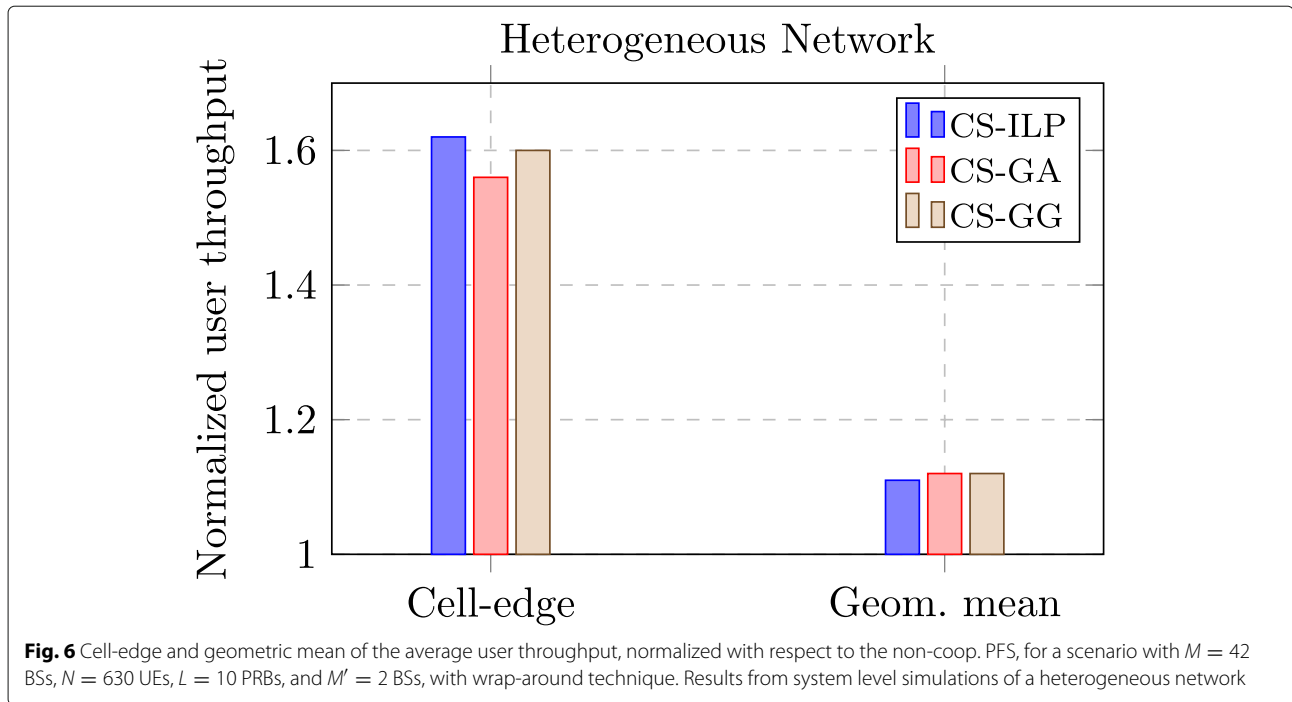 Heterogeneous Network
Normalized user throughput
1.6
1.4
1.2
1
CS-ILP
CS-GA
CS-GG
Cell-edge
Geom. mean
Fig. 6 Cell-edge and geometric mean of the average user throughput, normalized with respect to the non-coop. PFS, for a scenario with M = 42
BSs, N = 630 UEs, L = 10 PRBs, and M′ = 2 BSs, with wrap-around technique. Results from system level simulations of a heterogeneous network